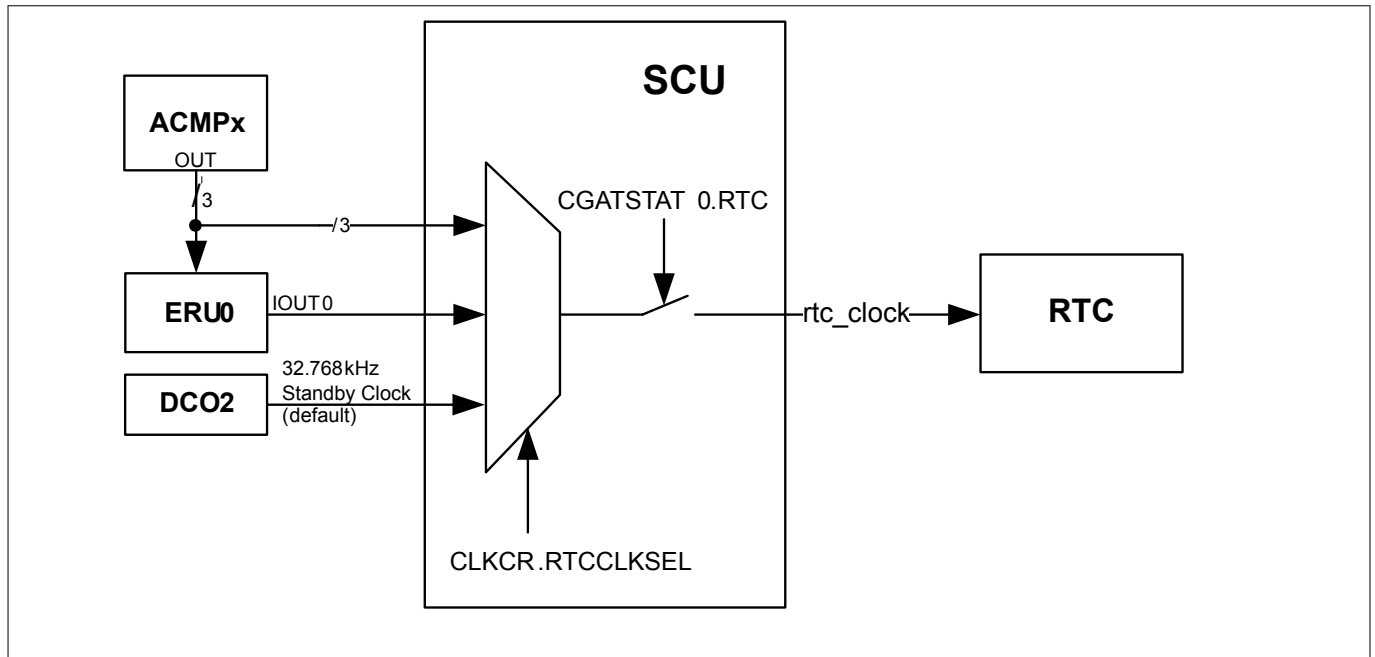 SCU
ACMPx
OUT
/3
/3
CGATSTAT 0.RTC
ERU0
IOUT0
rtc_clock
RTC
32.768kHz
Standby Clock
(default)
DCO2
CLKCR.RTCCLKSEL